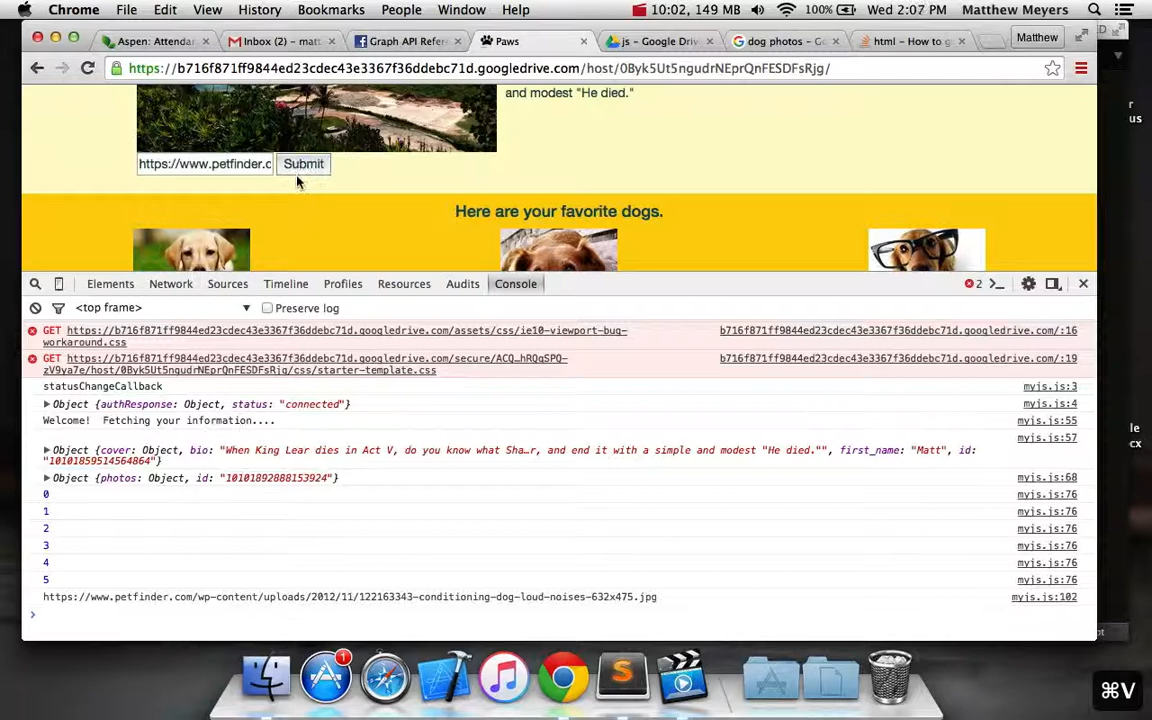 Chrome File Edit View History Bookmarks People Window Help 10:02, 149 MB 100% Wed 2:07 PM Matthew Meyers
Aspen: Attendar Inbox (2) – matt Graph API Refere Paws js – Google Driv dog photos – Go html – How to g Matthew
https://b716f871ff9844ed23cdec43e3367f36ddebc71d.googledrive.com/host/0Byk5Ut5ngudrNEprQnFESDFsRjg/
and modest "He died."
https://www.petfinder.c Submit
Here are your favorite dogs.
Elements Network Sources Timeline Profiles Resources Audits Console 2
<top frame> Preserve log
GET https://b716f871ff9844ed23cdec43e3367f36ddebc71d.googledrive.com/assets/css/ie10-viewport-bug- b716f871ff9844ed23cdec43e3367f36ddebc71d.googledrive.com/:16
workaround.css
GET https://b716f871ff9844ed23cdec43e3367f36ddebc71d.googledrive.com/secure/ACQ…hRQqSPQ- b716f871ff9844ed23cdec43e3367f36ddebc71d.googledrive.com/:19
zV9ya7e/host/0Byk5Ut5ngudrNEprQnFESDFsRjg/css/starter-template.css
statusChangeCallback myjs.js:3
Object {authResponse: Object, status: "connected"} myjs.js:4
Welcome! Fetching your information.... myjs.js:55
myjs.js:57
Object {cover: Object, bio: "When King Lear dies in Act V, do you know what Sha…r, and end it with a simple and modest "He died."", first_name: "Matt", id:
"10101859514564864"}
Object {photos: Object, id: "10101892888153924"} myjs.js:68
0 myjs.js:76
1 myjs.js:76
2 myjs.js:76
3 myjs.js:76
4 myjs.js:76
5 myjs.js:76
https://www.petfinder.com/wp-content/uploads/2012/11/122163343-conditioning-dog-loud-noises-632x475.jpg myjs.js:102
1
⌘V